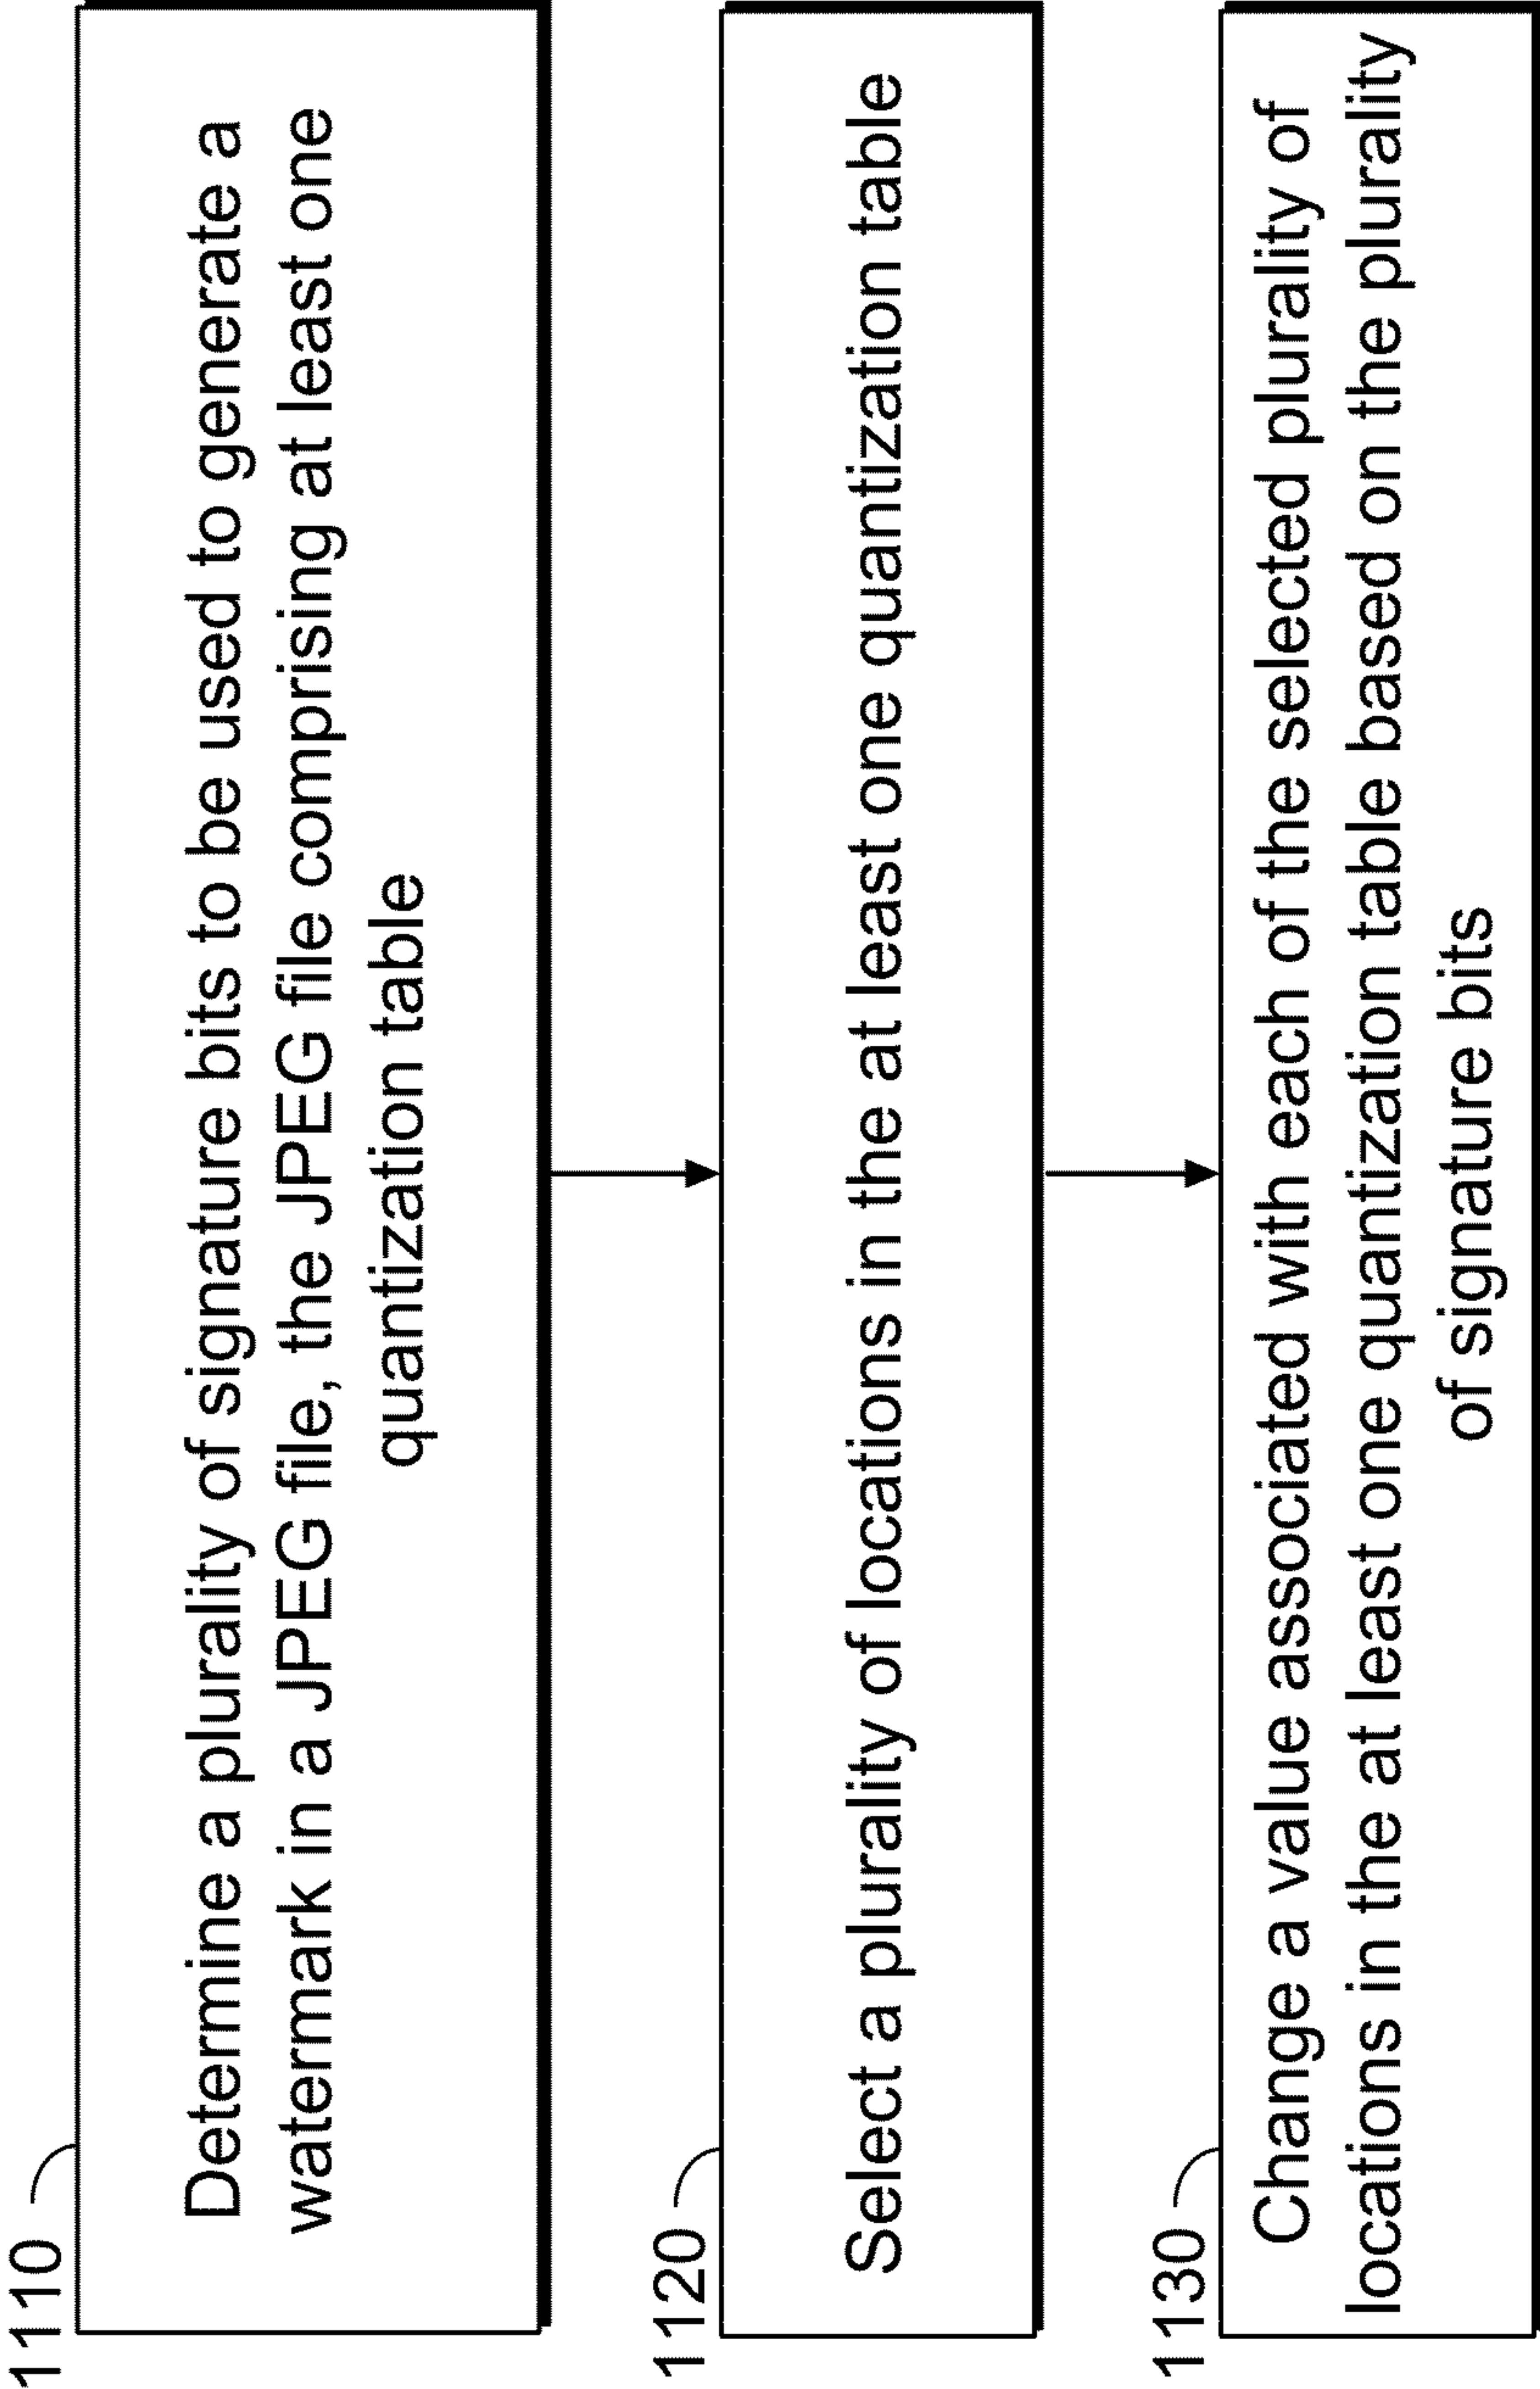 1110
Determine a plurality of signature bits to be used to generate a
watermark in a JPEG file, the JPEG file comprising at least one
quantization table
1120
Select a plurality of locations in the at least one quantization table
1130
Change a value associated with each of the selected plurality of
locations in the at least one quantization table based on the plurality
of signature bits